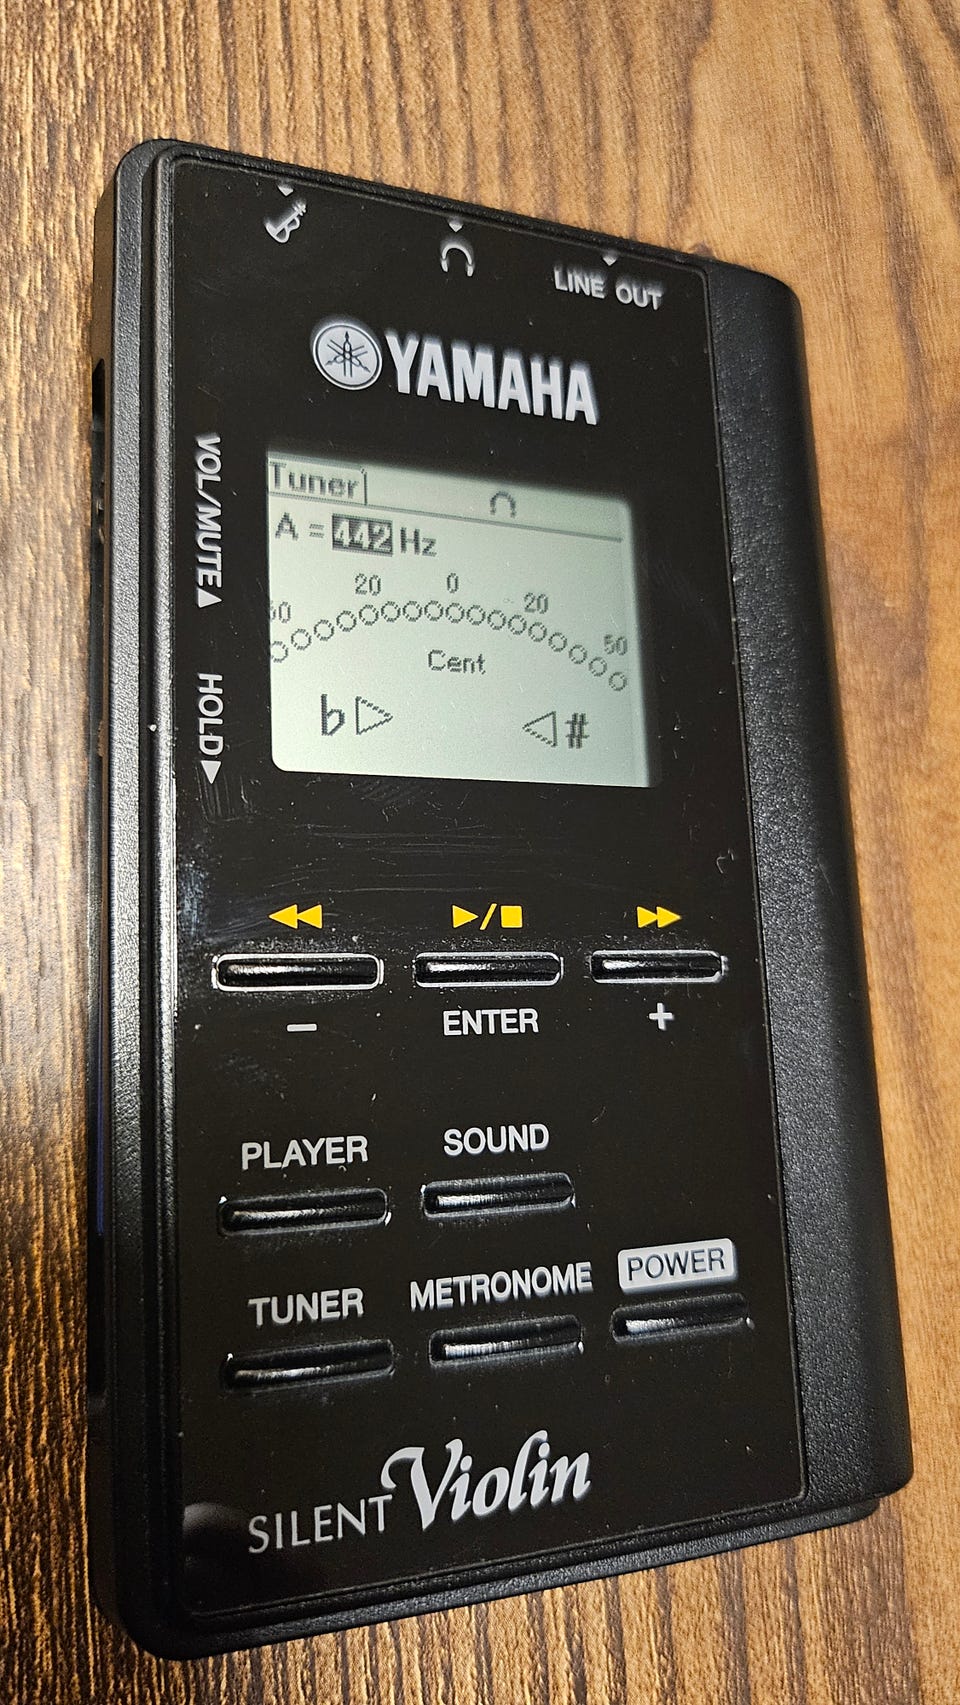 LINE OUT
YAMAHA
VOL/MUTE▲
HOLD▼
Tuner
A = 442 Hz
50 20 0 20 50
Cent
b ▷ ◁ #
◀◀ ▶/■ ▶▶
− ENTER +
PLAYER SOUND
TUNER METRONOME POWER
SILENT Violin